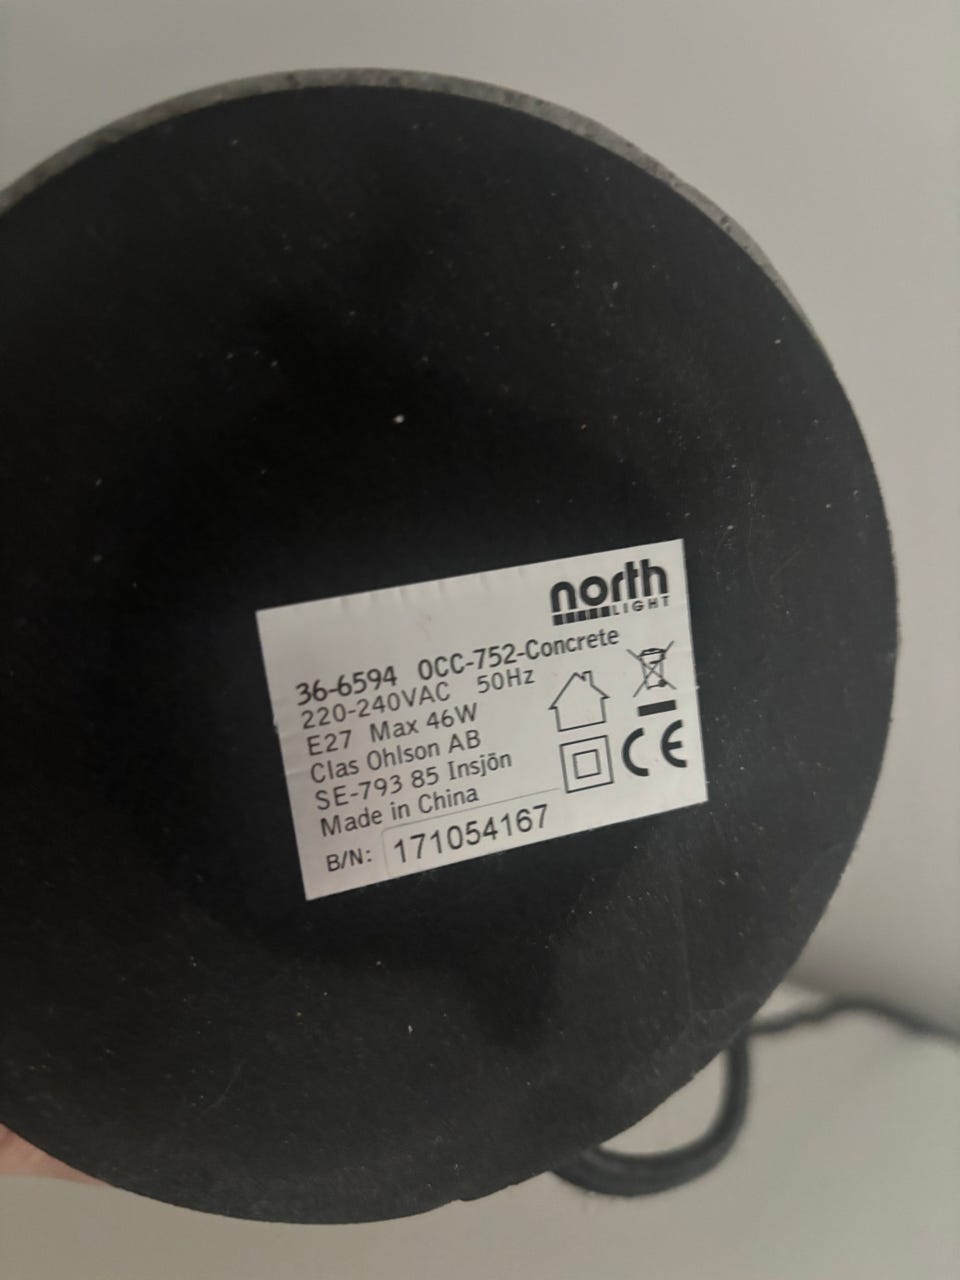 north
LIGHT
36-6594 OCC-752-Concrete
220-240VAC 50Hz
E27 Max 46W
Clas Ohlson AB
SE-793 85 Insjön
Made in China
B/N: 171054167
CE